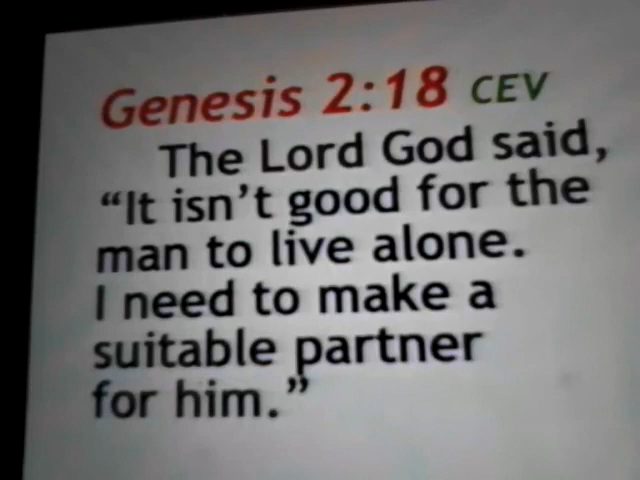 Genesis 2:18 CEV
The Lord God said,
“It isn’t good for the
man to live alone.
I need to make a
suitable partner
for him.”